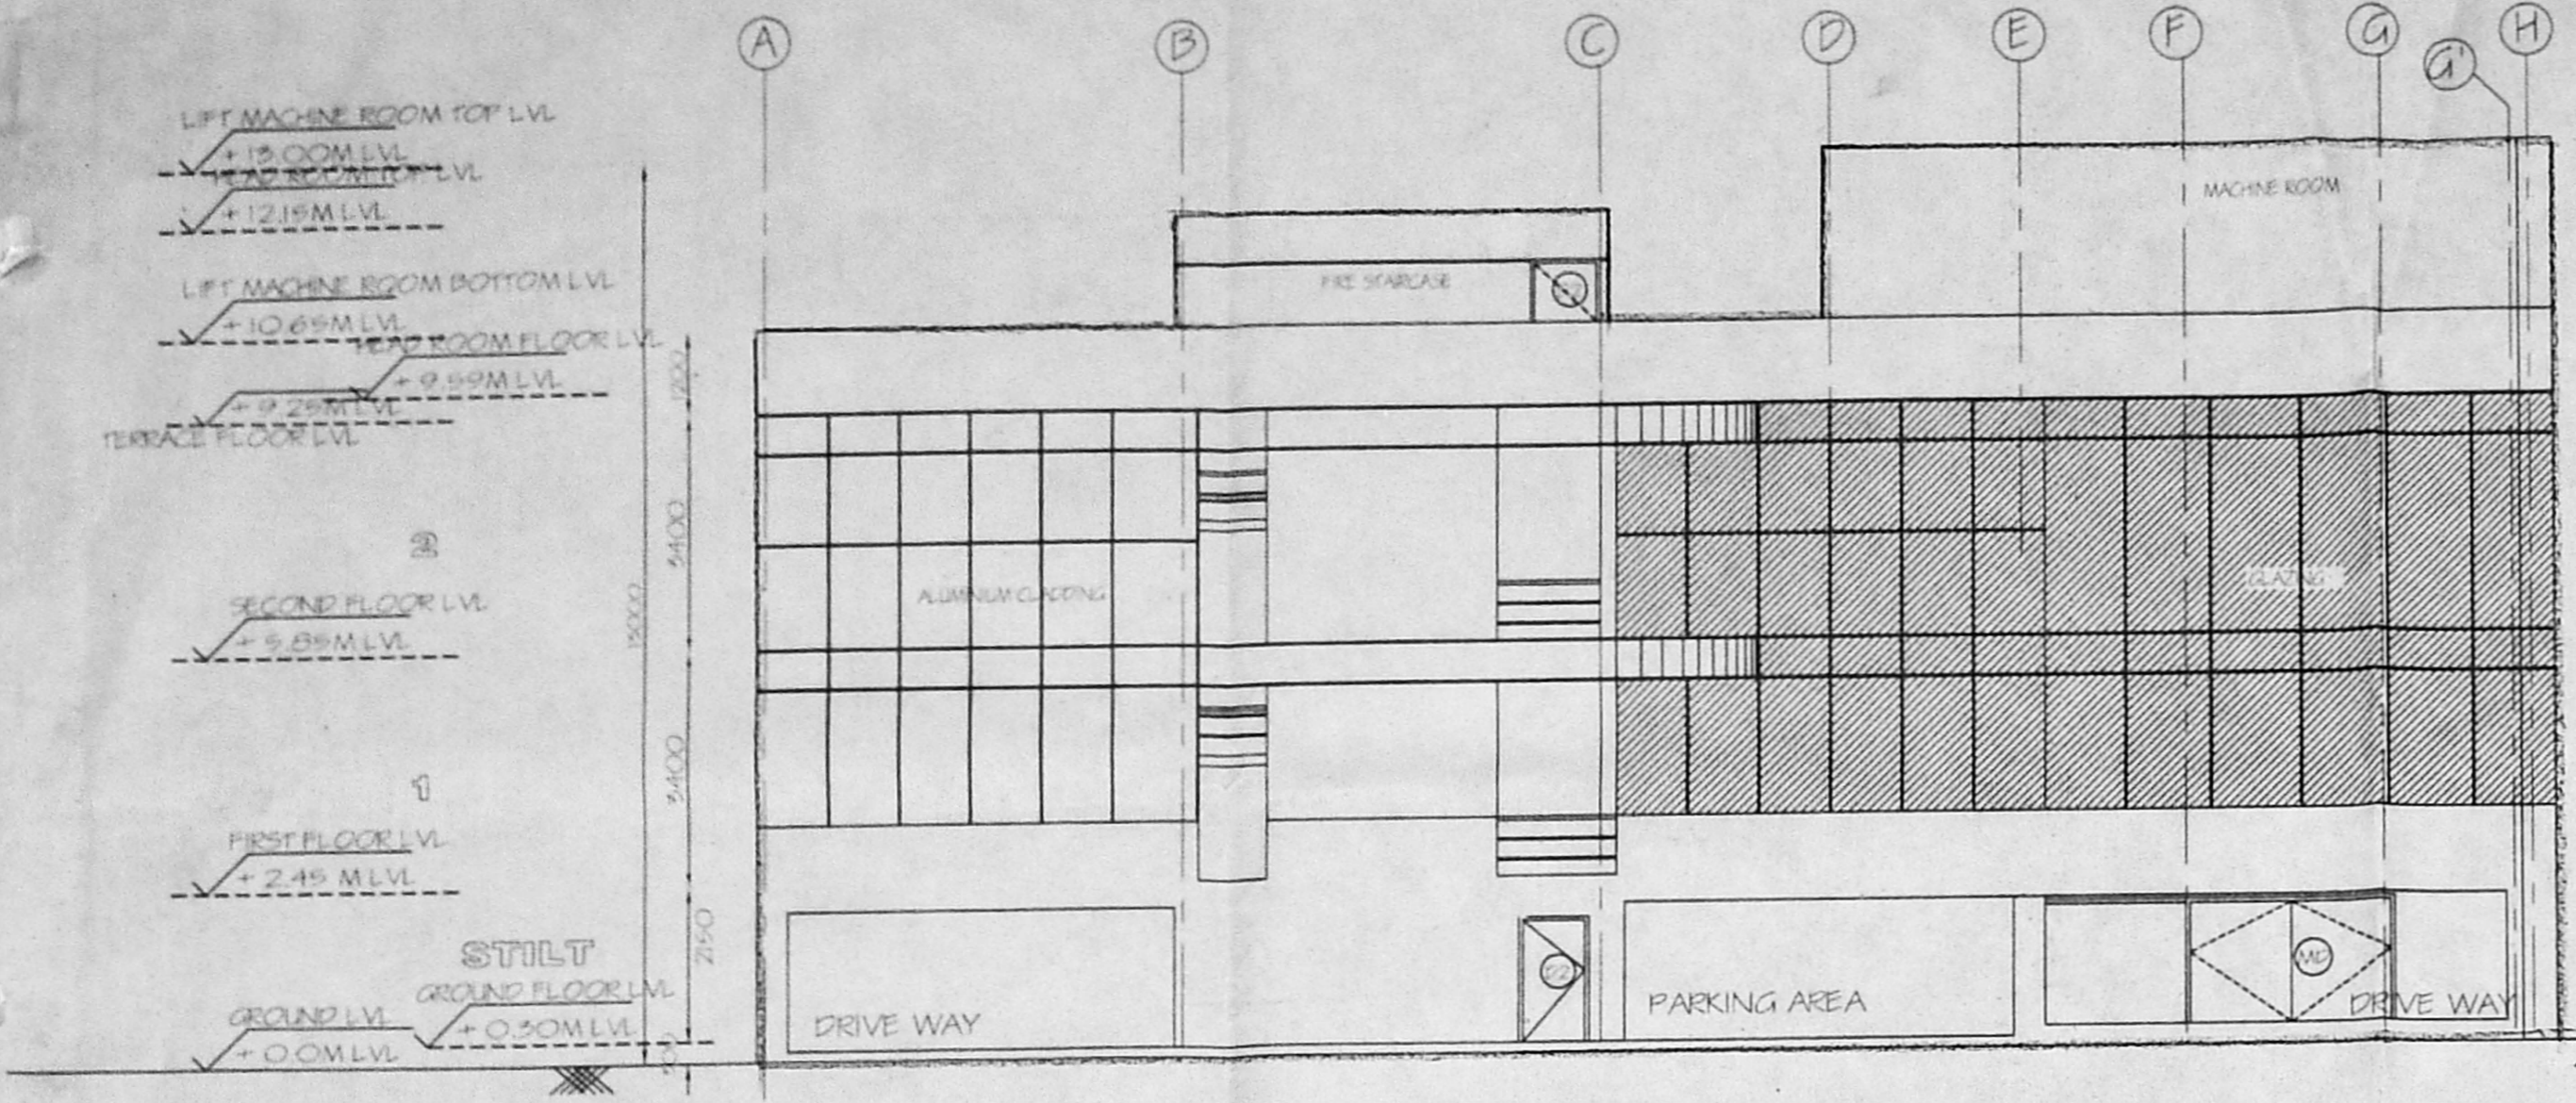 A
B
C
D
E
F
G
G'
H
LIFT MACHINE ROOM TOP LVL
+ 13.00M LVL
HEAD ROOM TOP LVL
+ 12.15M LVL
LIFT MACHINE ROOM BOTTOM LVL
+ 10.65M LVL
HEAD ROOM FLOOR LVL
+ 9.59M LVL
+ 9.25M LVL
TERRACE FLOOR LVL
2
SECOND FLOOR LVL
+ 5.85M LVL
1
FIRST FLOOR LVL
+ 2.45 M LVL
STILT
GROUND FLOOR LVL
+ 0.30M LVL
GROUND LVL
+ 0.0M LVL
13000
1200
3400
3400
2150
MACHINE ROOM
FIRE STAIRCASE
ALUMINIUM CLADDING
GLAZING
DRIVE WAY
D2
PARKING AREA
MD
DRIVE WAY